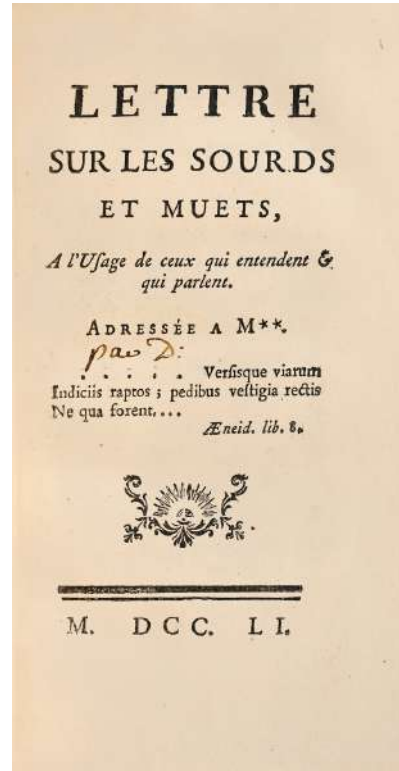 LETTRE
SUR LES SOURDS
ET MUETS,
A l'Uſage de ceux qui entendent &
qui parlent.
ADRESSÉE A M**.
par D:
. . . . . Verſisque viarum
Indiciis raptos ; pedibus veſtigia rectis
Ne qua forent,...
Æneid. lib. 8.
M. DCC. LI.